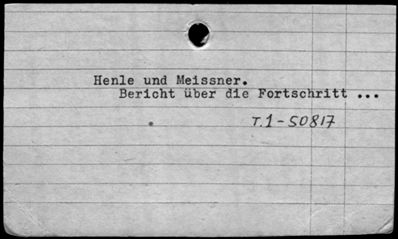 Henle und Meissner.
Bericht über die Fortschritt ...
T.1-50817